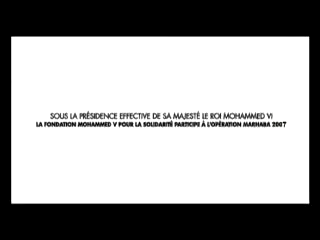 SOUS LA PRÉSIDENCE EFFECTIVE DE SA MAJESTÉ LE ROI MOHAMMED VI
LA FONDATION MOHAMMED V POUR LA SOLIDARITÉ PARTICIPE À L'OPÉRATION MARHABA 2007